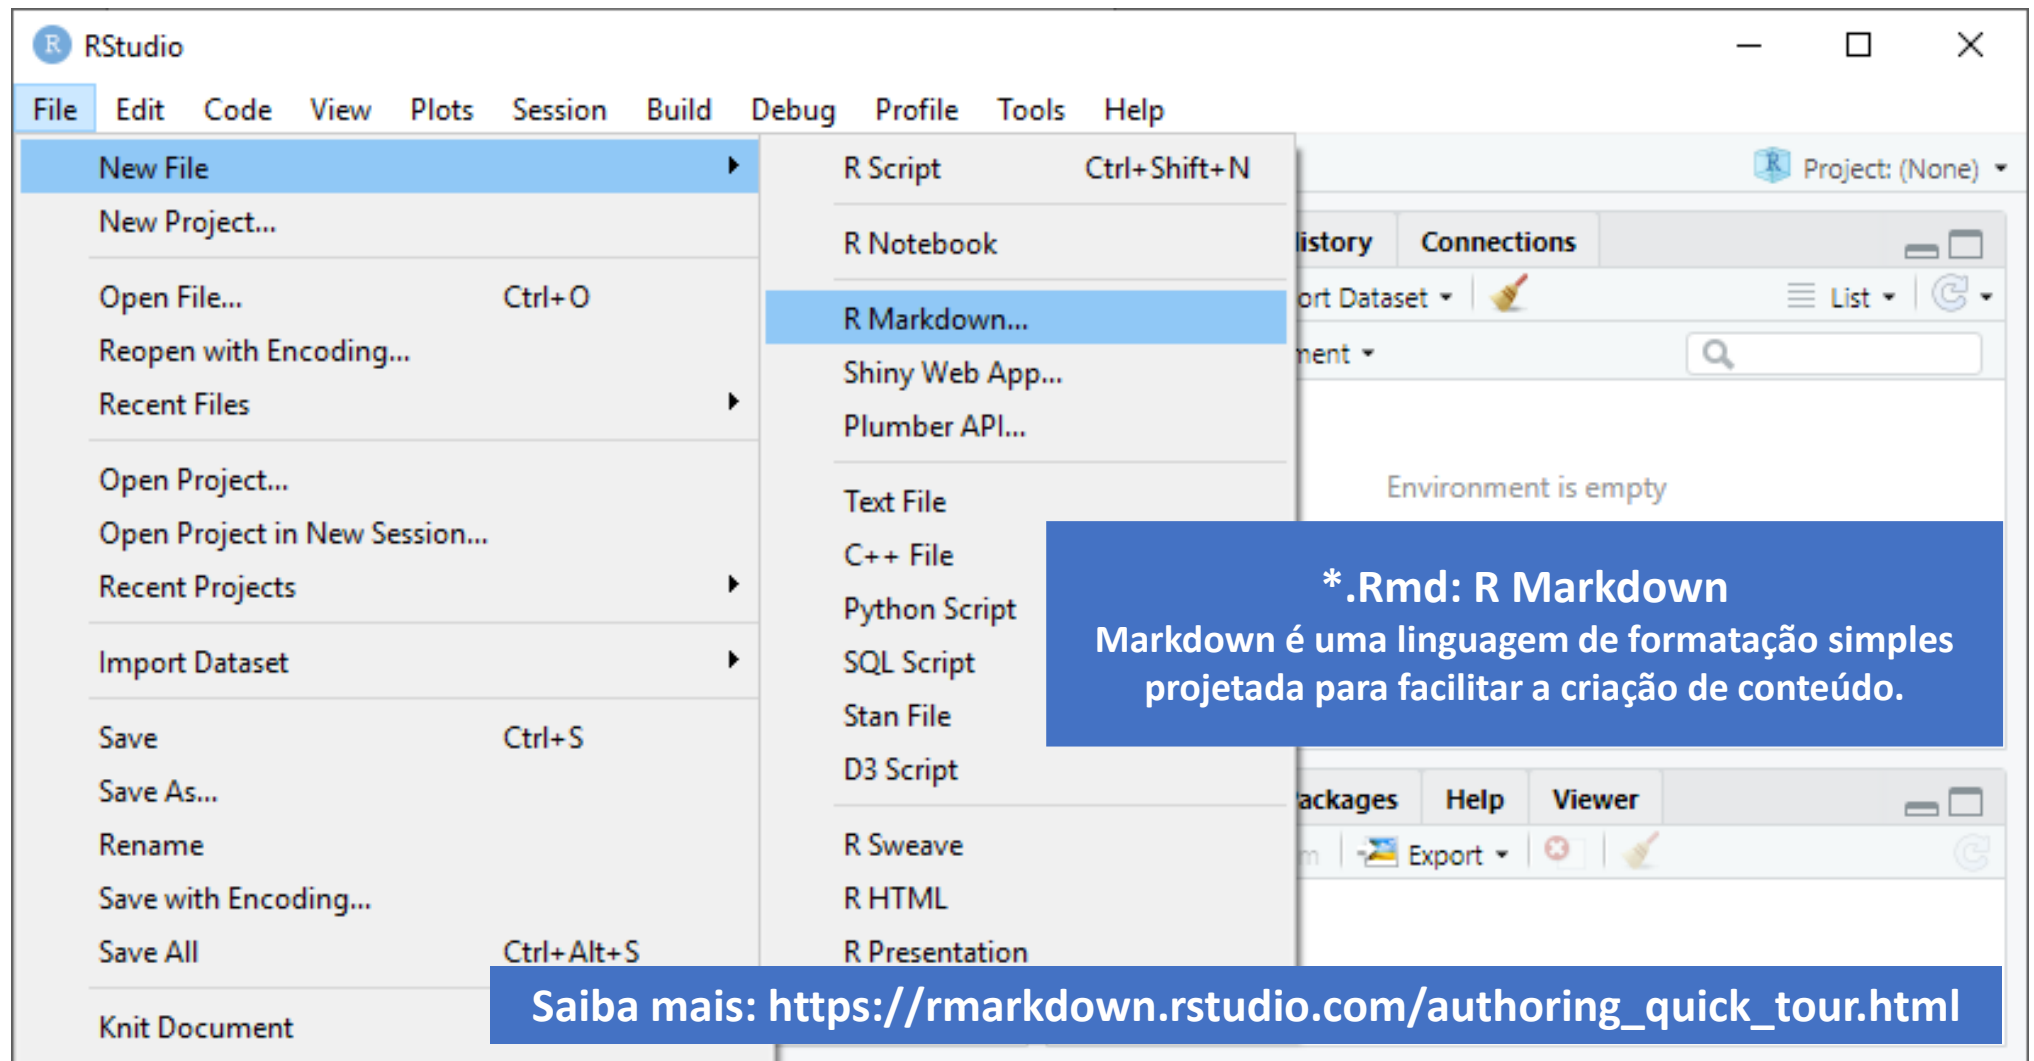 R RStudio
File Edit Code View Plots Session Build Debug Profile Tools Help
New File
New Project...
Open File... Ctrl+O
Reopen with Encoding...
Recent Files
Open Project...
Open Project in New Session...
Recent Projects
Import Dataset
Save Ctrl+S
Save As...
Rename
Save with Encoding...
Save All Ctrl+Alt+S
Knit Document
R Script Ctrl+Shift+N
R Notebook
R Markdown...
Shiny Web App...
Plumber API...
Text File
C++ File
Python Script
SQL Script
Stan File
D3 Script
R Sweave
R HTML
R Presentation
R Project: (None)
Connections
Dataset List
Environment is empty
*.Rmd: R Markdown
Markdown é uma linguagem de formatação simples
projetada para facilitar a criação de conteúdo.
Help Viewer
Export
Saiba mais: https://rmarkdown.rstudio.com/authoring_quick_tour.html